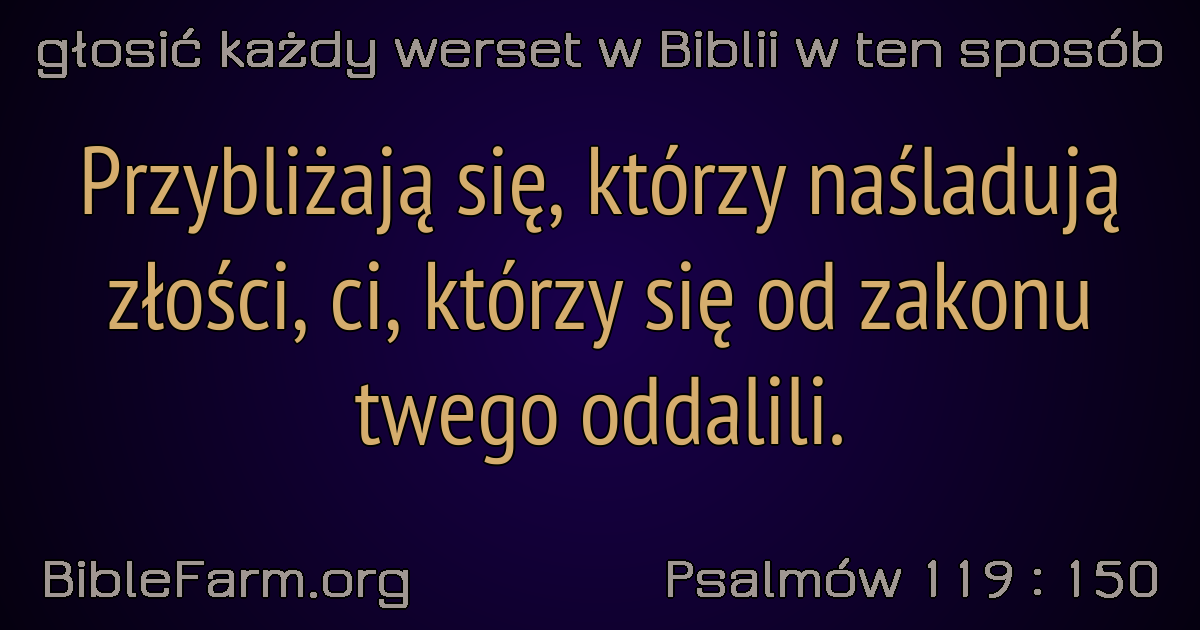 głosić każdy werset w Biblii w ten sposób
Przybliżają się, którzy naśladują
złości, ci, którzy się od zakonu
twego oddalili.
BibleFarm.org
Psalmów 119 : 150